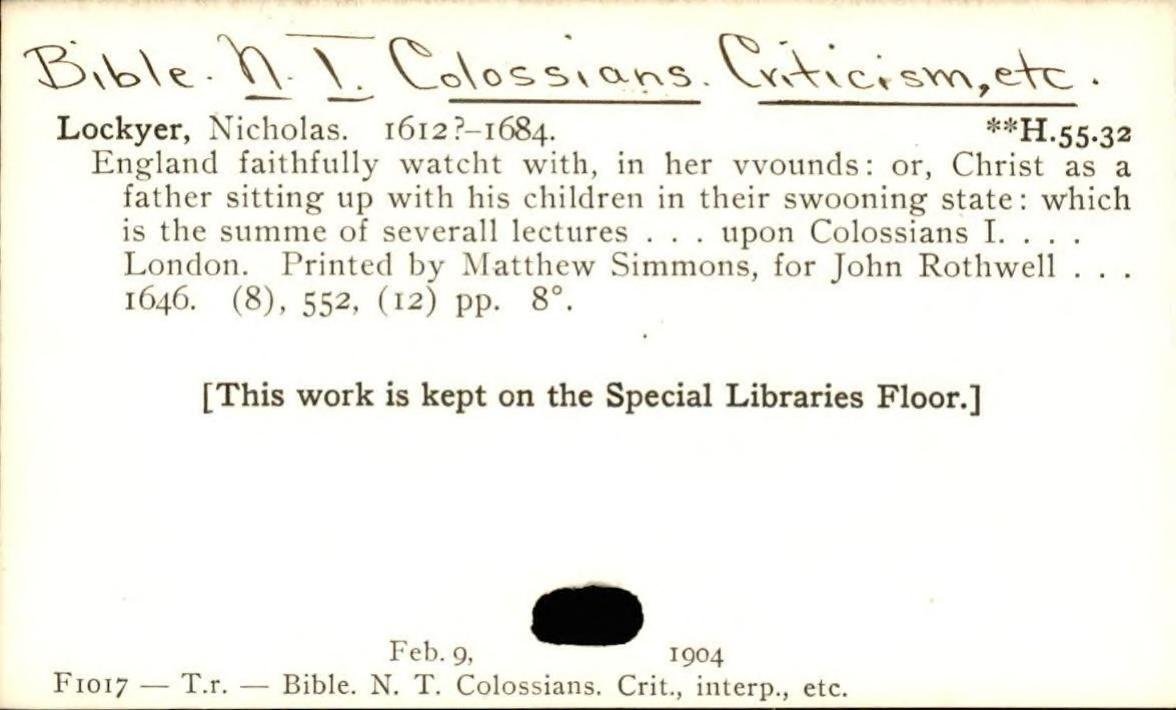 Bible. N. T. Colossians. Criticism, etc.
Lockyer, Nicholas. 1612?–1684. **H.55.32
England faithfully watcht with, in her vvounds: or, Christ as a
father sitting up with his children in their swooning state: which
is the summe of severall lectures . . . upon Colossians I. . . .
London. Printed by Matthew Simmons, for John Rothwell . . .
1646. (8), 552, (12) pp. 8°.
[This work is kept on the Special Libraries Floor.]
Feb. 9, 1904
F1017 — T.r. — Bible. N. T. Colossians. Crit., interp., etc.